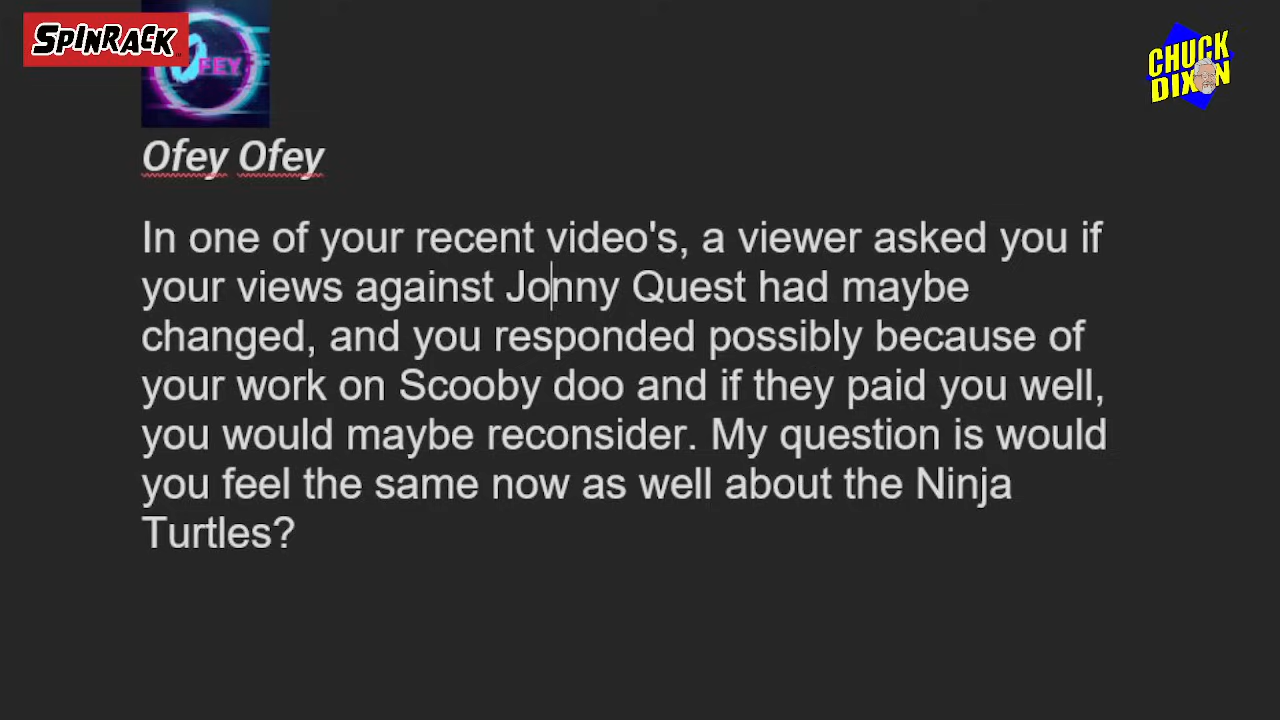 SPINRACK
OFEY
CHUCK
DIXON
Ofey Ofey
In one of your recent video's, a viewer asked you if
your views against Jonny Quest had maybe
changed, and you responded possibly because of
your work on Scooby doo and if they paid you well,
you would maybe reconsider. My question is would
you feel the same now as well about the Ninja
Turtles?